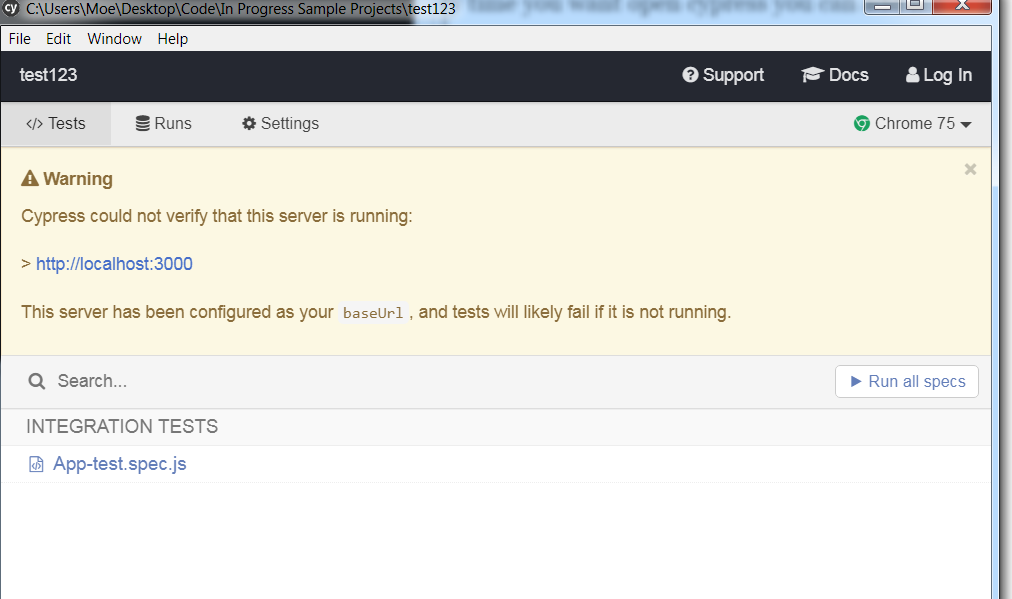 cy C:\Users\Moe\Desktop\Code\In Progress Sample Projects\test123
time you want open cypress you can
File Edit Window Help
test123 Support Docs Log In
</> Tests Runs Settings Chrome 75
Warning
Cypress could not verify that this server is running:
> http://localhost:3000
This server has been configured as your baseUrl, and tests will likely fail if it is not running.
Search... Run all specs
INTEGRATION TESTS
App-test.spec.js